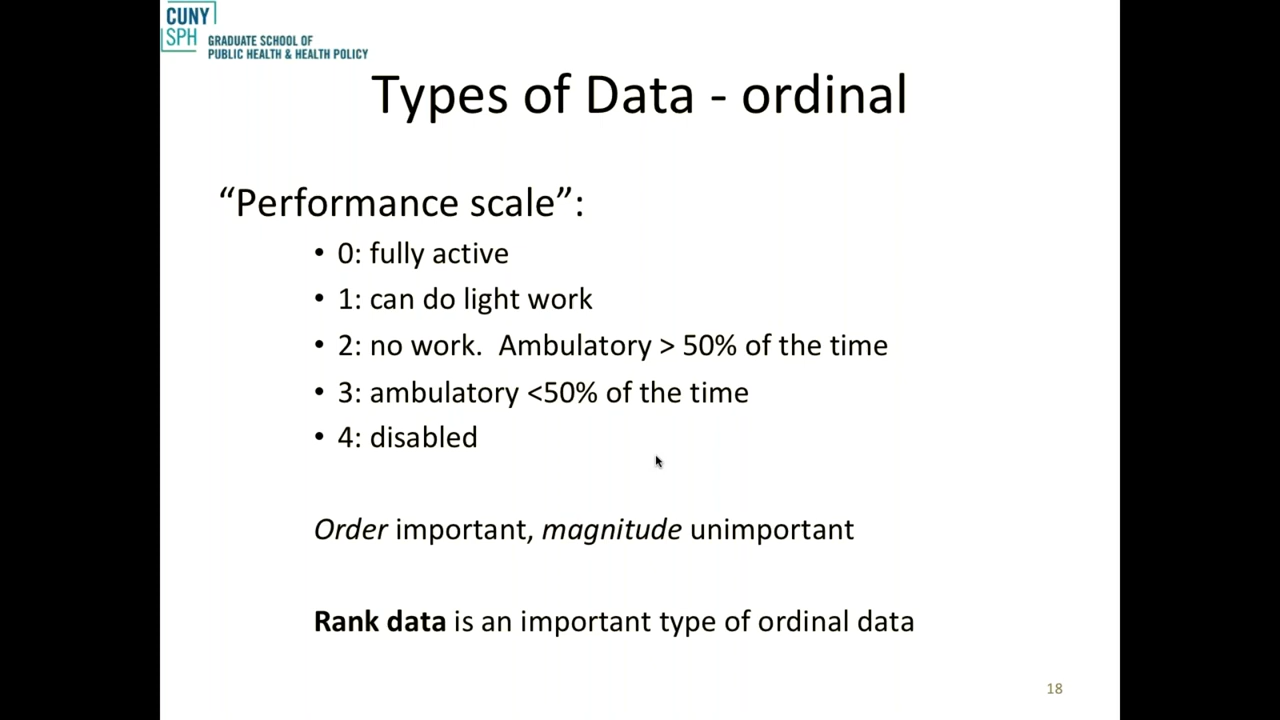 CUNY
SPH
GRADUATE SCHOOL OF
PUBLIC HEALTH & HEALTH POLICY
Types of Data - ordinal
“Performance scale”:
• 0: fully active
• 1: can do light work
• 2: no work.  Ambulatory > 50% of the time
• 3: ambulatory <50% of the time
• 4: disabled
Order important, magnitude unimportant
Rank data is an important type of ordinal data
18